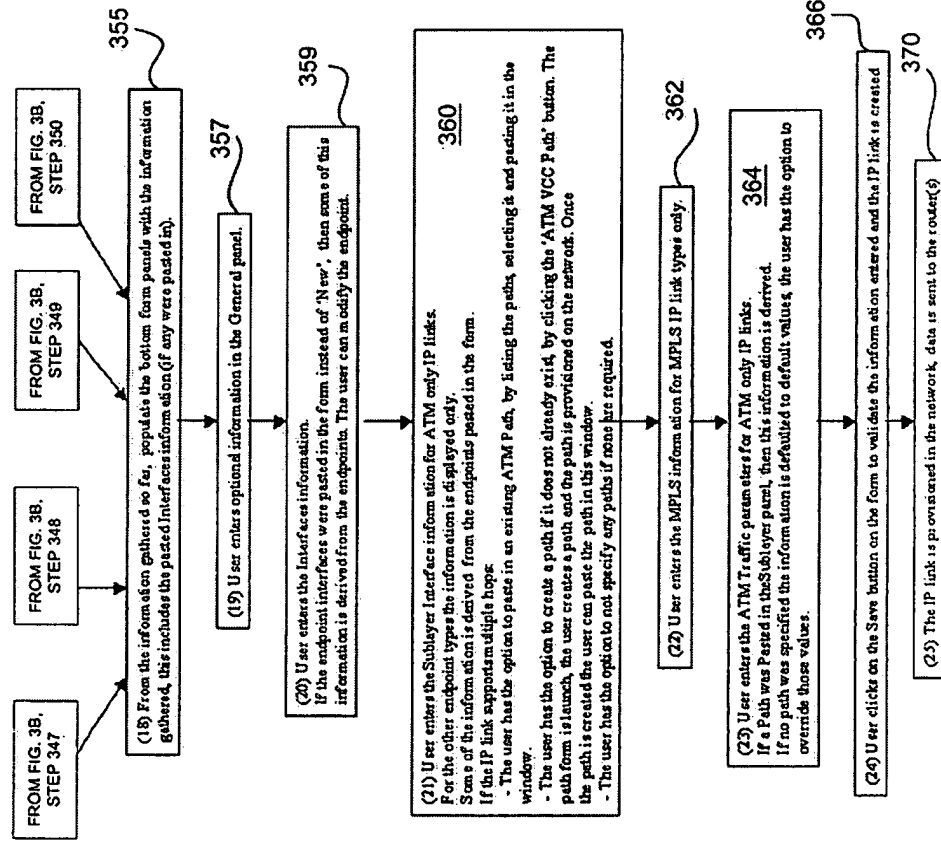 FROM FIG. 3B,
STEP 347
FROM FIG. 3B,
STEP 348
FROM FIG. 3B,
STEP 349
FROM FIG. 3B,
STEP 350
355
(18) From the information gathered so far, populate the bottom form panels with the information
gathered, this includes the pasted Interfaces information (if any were pasted in).
357
(19) User enters optional information in the General panel.
359
(20) User enters the Interfaces information.
If the endpoint interfaces were pasted in the form instead of 'New', then some of this
information is derived from the endpoints. The user can modify the endpoint.
360
(21) User enters the Sublayer Interface information for ATM only IP links.
For the other endpoint types the information is displayed only.
Some of the information is derived from the endpoints pasted in the form.
If the IP link supports multiple hops:
- The user has the option to paste in an existing ATM Path, by listing the paths, selecting it and pasting it in the
window.
- The user has the option to create a path if it does not already exist, by clicking the 'ATM VCC Path' button. The
path form is launch, the user creates a path and the path is provisioned on the network. Once
the path is created the user can paste the path in this window.
- The user has the option to not specify any paths if none are required.
362
(22) User enters the MPLS information for MPLS IP link types only.
364
(23) User enters the ATM Traffic parameters for ATM only IP links.
If a Path was Pasted in the Sublayer panel, then this information is derived.
If no path was specified the information is defaulted to default values, the user has the option to
override those values.
366
(24) User clicks on the Save button on the form to validate the information entered and the IP link is created
370
(25) The IP link is provisioned in the network, data is sent to the router(s)